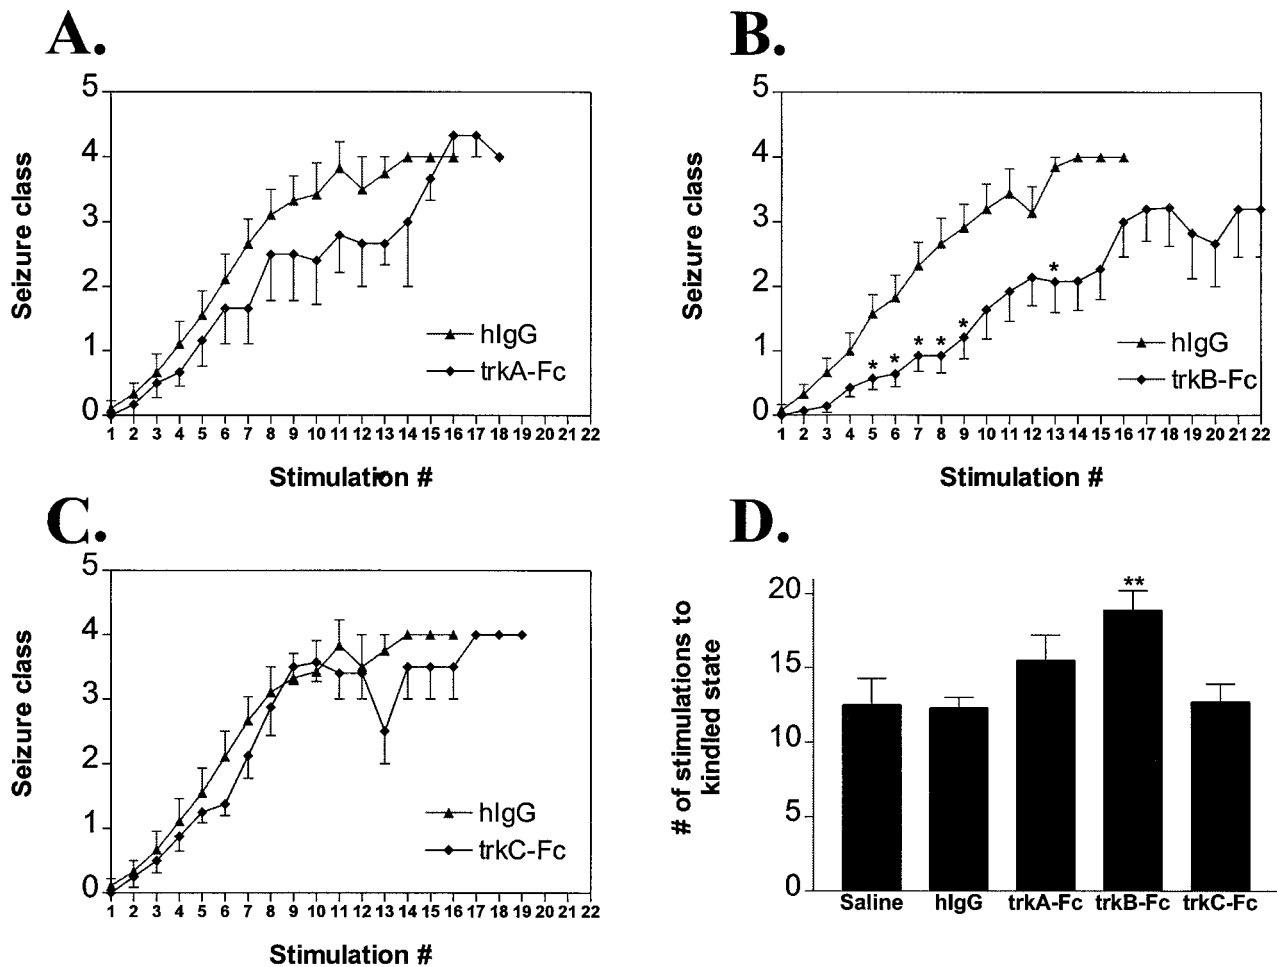 A.
5
4
3
2
1
0
Seizure class
hIgG
trkA-Fc
1 2 3 4 5 6 7 8 9 10 11 12 13 14 15 16 17 18 19 20 21 22
Stimulation #
B.
5
4
3
2
1
0
Seizure class
* * * * * *
hIgG
trkB-Fc
1 2 3 4 5 6 7 8 9 10 11 12 13 14 15 16 17 18 19 20 21 22
Stimulation #
C.
5
4
3
2
1
0
Seizure class
hIgG
trkC-Fc
1 2 3 4 5 6 7 8 9 10 11 12 13 14 15 16 17 18 19 20 21 22
Stimulation #
D.
20
15
10
5
0
# of stimulations to
kindled state
**
Saline hIgG trkA-Fc trkB-Fc trkC-Fc